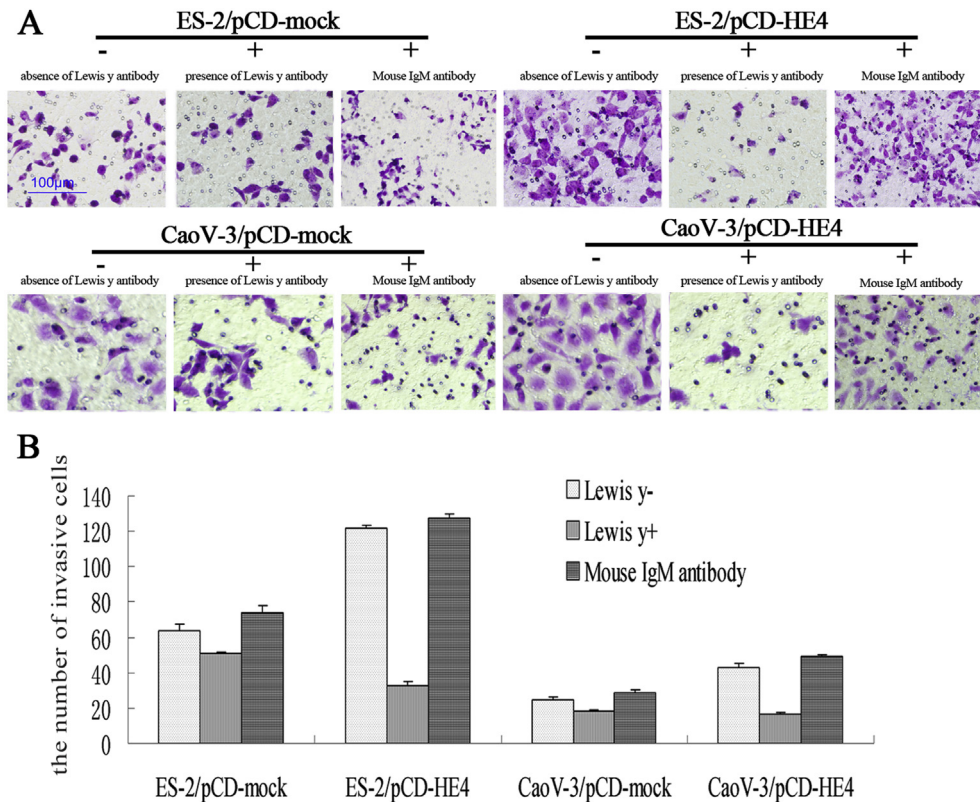 A
ES-2/pCD-mock
ES-2/pCD-HE4
- + +
- + +
absence of Lewis y antibody presence of Lewis y antibody Mouse IgM antibody
absence of Lewis y antibody presence of Lewis y antibody Mouse IgM antibody
100μm
CaoV-3/pCD-mock
CaoV-3/pCD-HE4
- + +
- + +
absence of Lewis y antibody presence of Lewis y antibody Mouse IgM antibody
absence of Lewis y antibody presence of Lewis y antibody Mouse IgM antibody
B
the number of invasive cells
140
120
100
80
60
40
20
0
Lewis y-
Lewis y+
Mouse IgM antibody
ES-2/pCD-mock ES-2/pCD-HE4 CaoV-3/pCD-mock CaoV-3/pCD-HE4